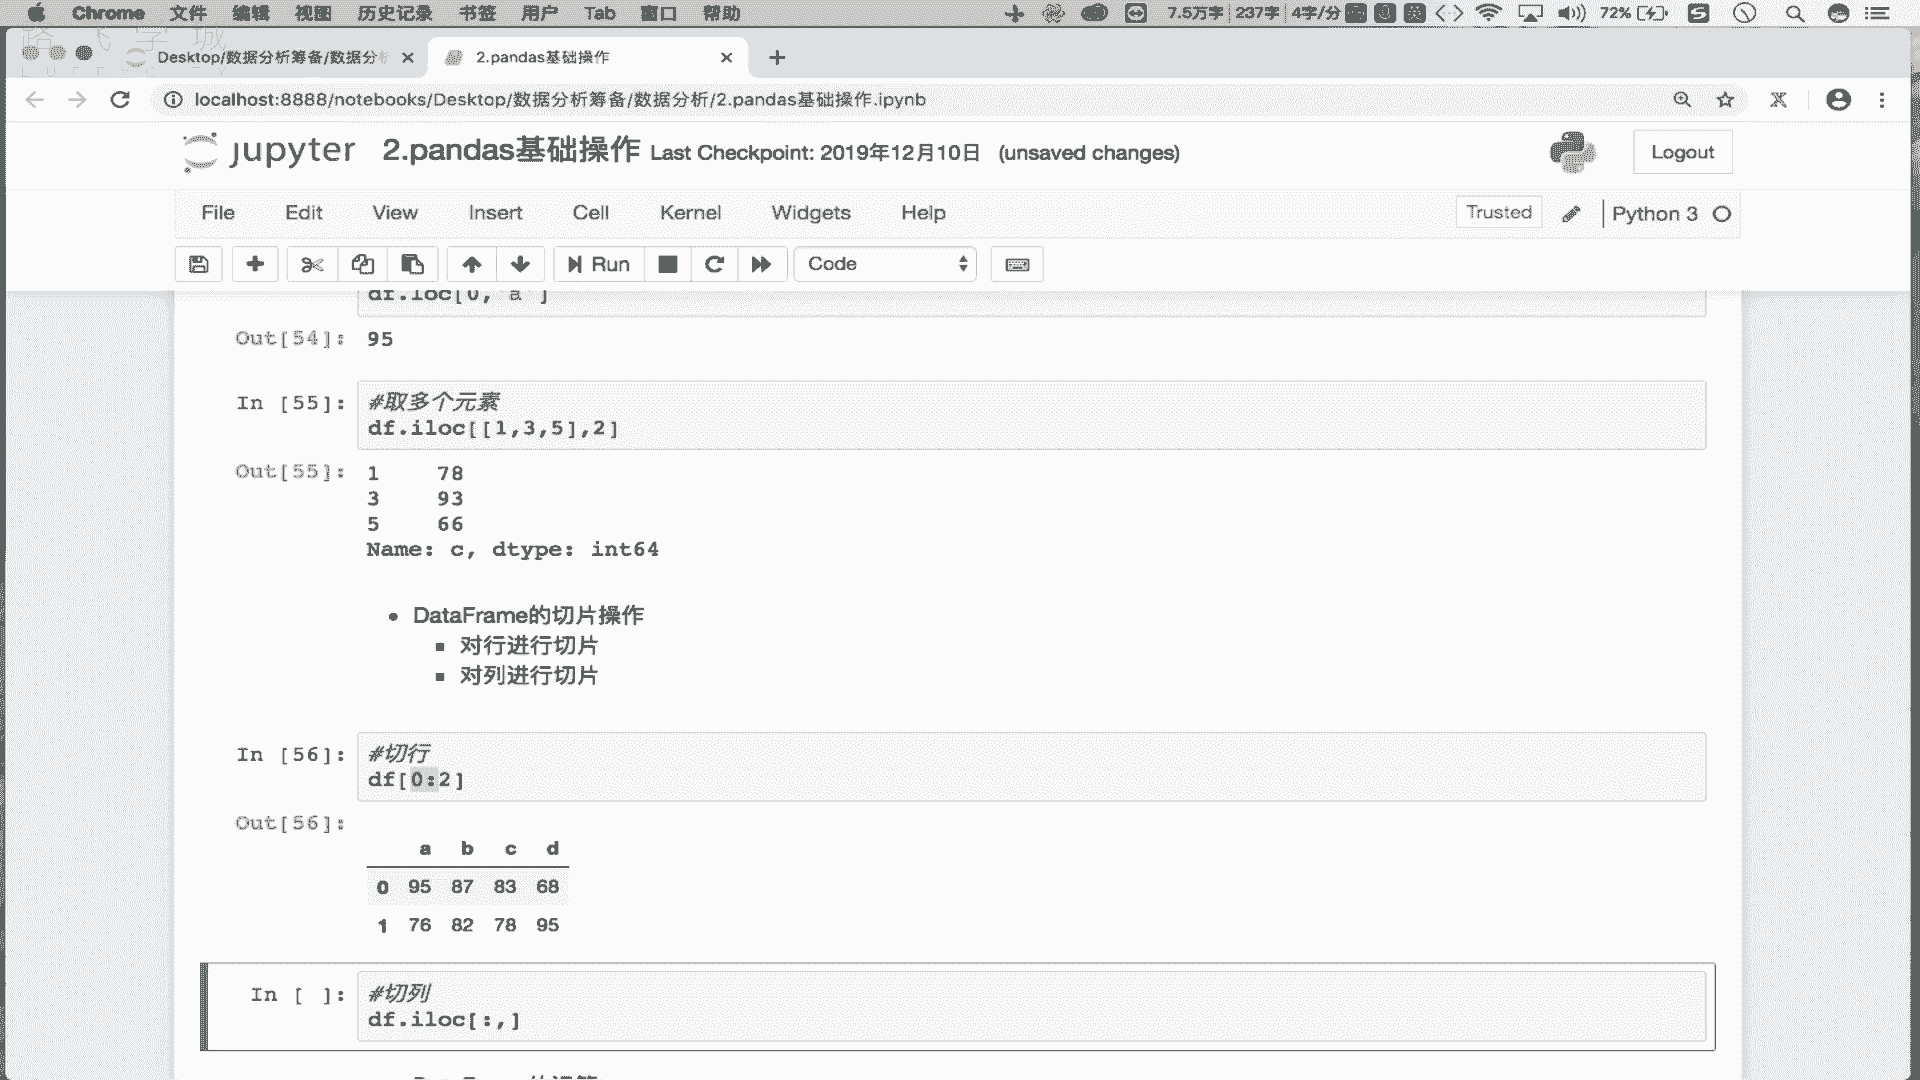 Chrome 文件 编辑 视图 历史记录 书签 用户 Tab 窗口 帮助 7.5万字 237字 4字/分 英 72%
Desktop/数据分析筹备/数据分析
2.pandas基础操作
localhost:8888/notebooks/Desktop/数据分析筹备/数据分析/2.pandas基础操作.ipynb
jupyter 2.pandas基础操作 Last Checkpoint: 2019年12月10日 (unsaved changes) Logout
File Edit View Insert Cell Kernel Widgets Help Trusted Python 3
Run Code
df.loc[0,'a']
Out[54]: 95
In [55]: #取多个元素
df.iloc[[1,3,5],2]
Out[55]: 1 78
3 93
5 66
Name: c, dtype: int64
DataFrame的切片操作
对行进行切片
对列进行切片
In [56]: #切行
df[0:2]
Out[56]:
a b c d
0 95 87 83 68
1 76 82 78 95
In [ ]: #切列
df.iloc[:,]